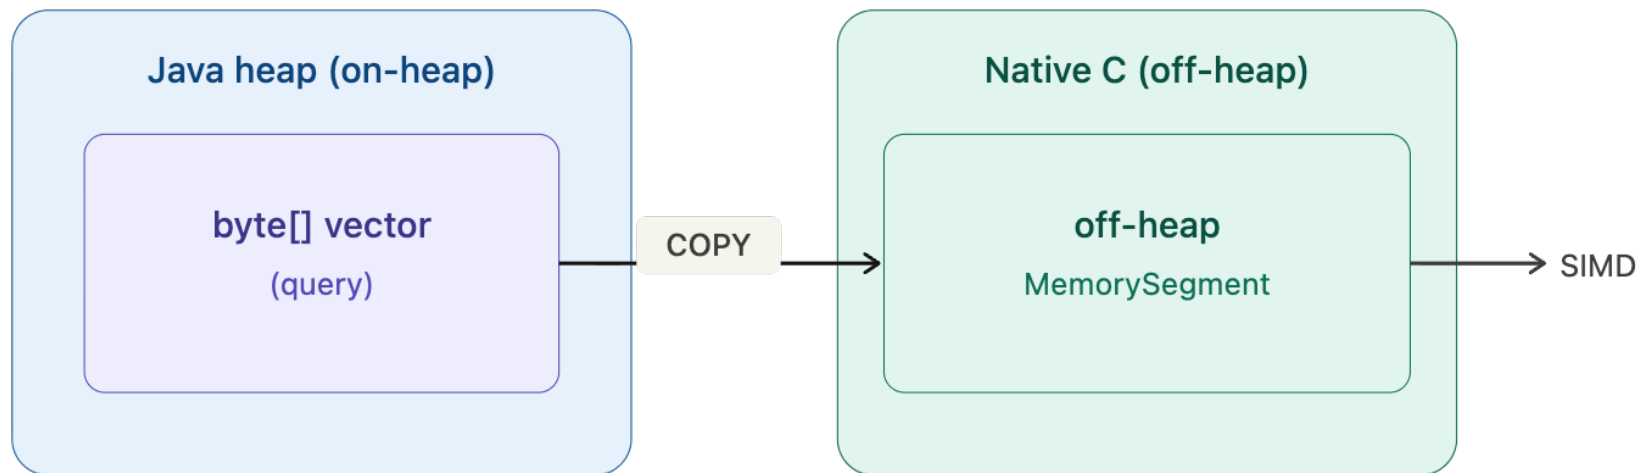 Java heap (on-heap)
byte[] vector
(query)
COPY
Native C (off-heap)
off-heap
MemorySegment
SIMD